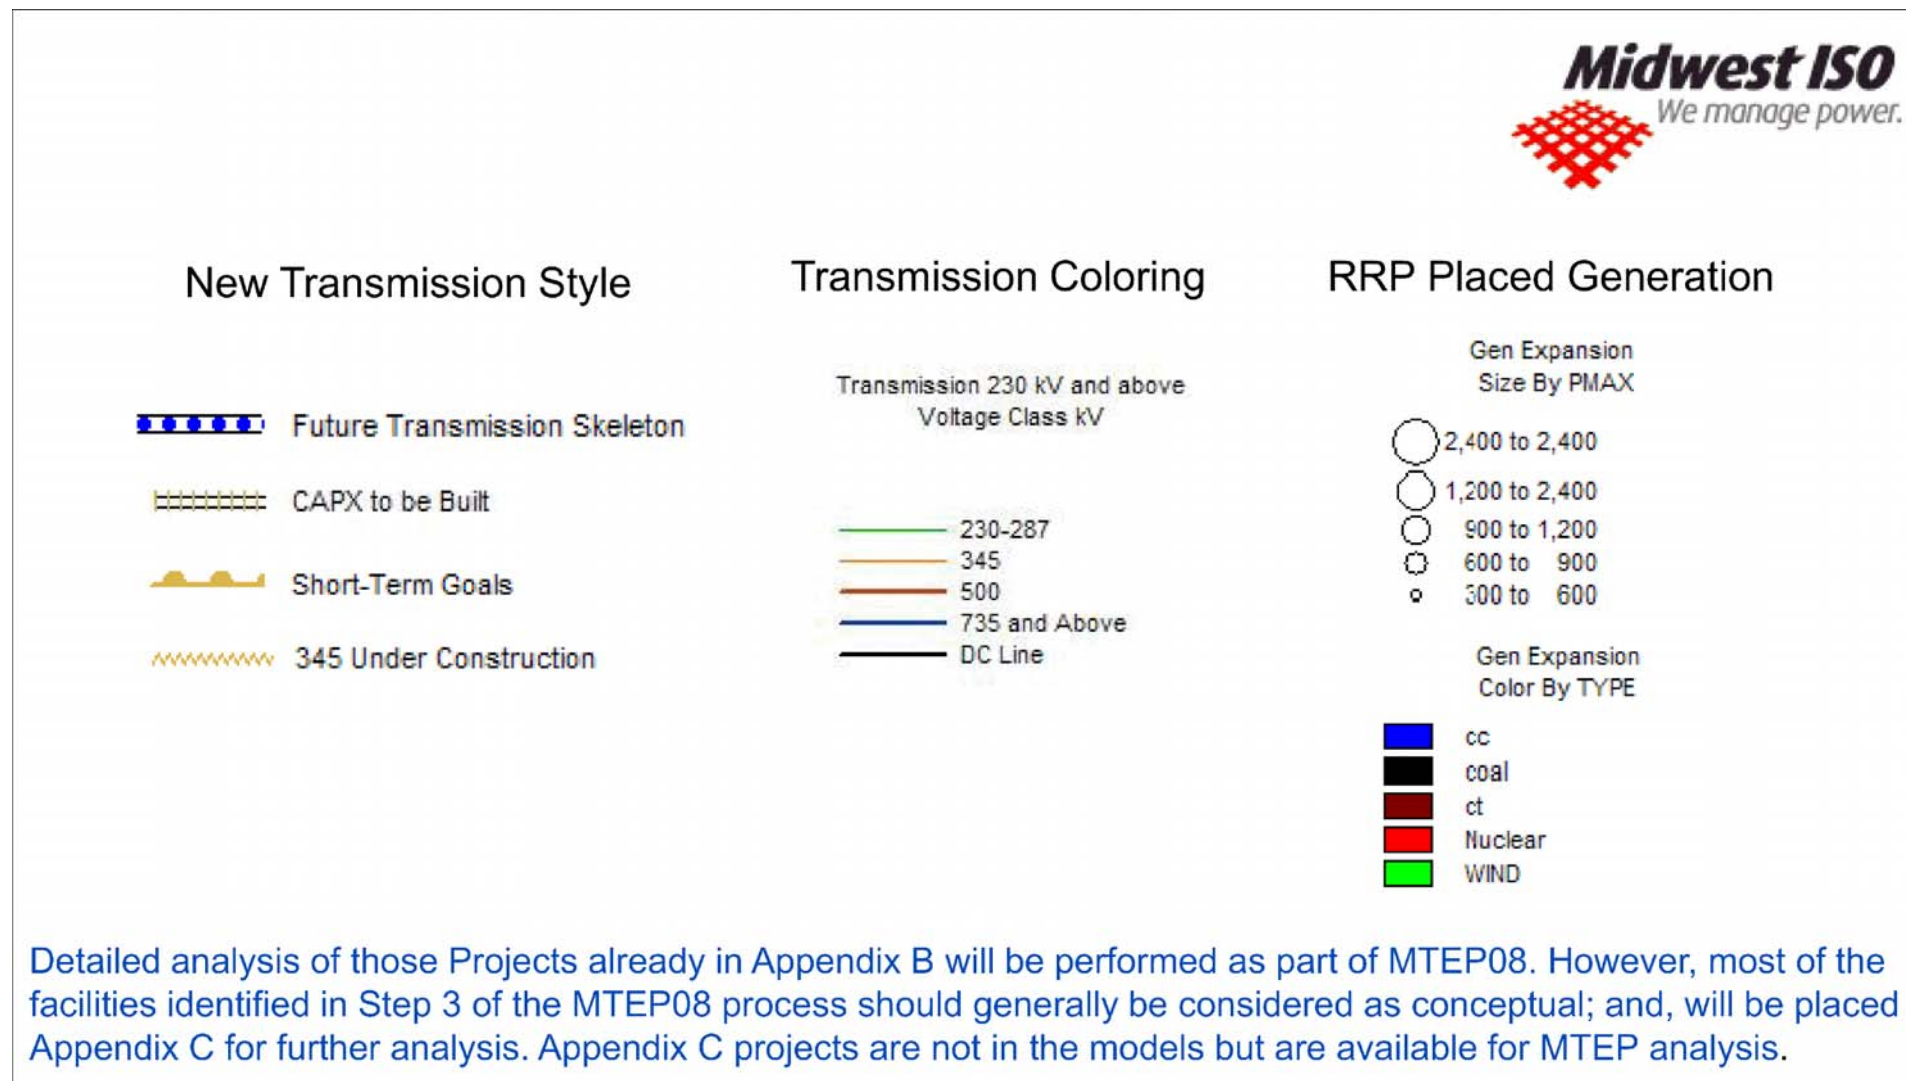 Midwest ISO
We manage power.
New Transmission Style
Future Transmission Skeleton
CAPX to be Built
Short-Term Goals
345 Under Construction
Transmission Coloring
Transmission 230 kV and above
Voltage Class kV
230-287
345
500
735 and Above
DC Line
RRP Placed Generation
Gen Expansion
Size By PMAX
2,400 to 2,400
1,200 to 2,400
900 to 1,200
600 to 900
300 to 600
Gen Expansion
Color By TYPE
cc
coal
ct
Nuclear
WIND
Detailed analysis of those Projects already in Appendix B will be performed as part of MTEP08. However, most of the
facilities identified in Step 3 of the MTEP08 process should generally be considered as conceptual; and, will be placed
Appendix C for further analysis. Appendix C projects are not in the models but are available for MTEP analysis.